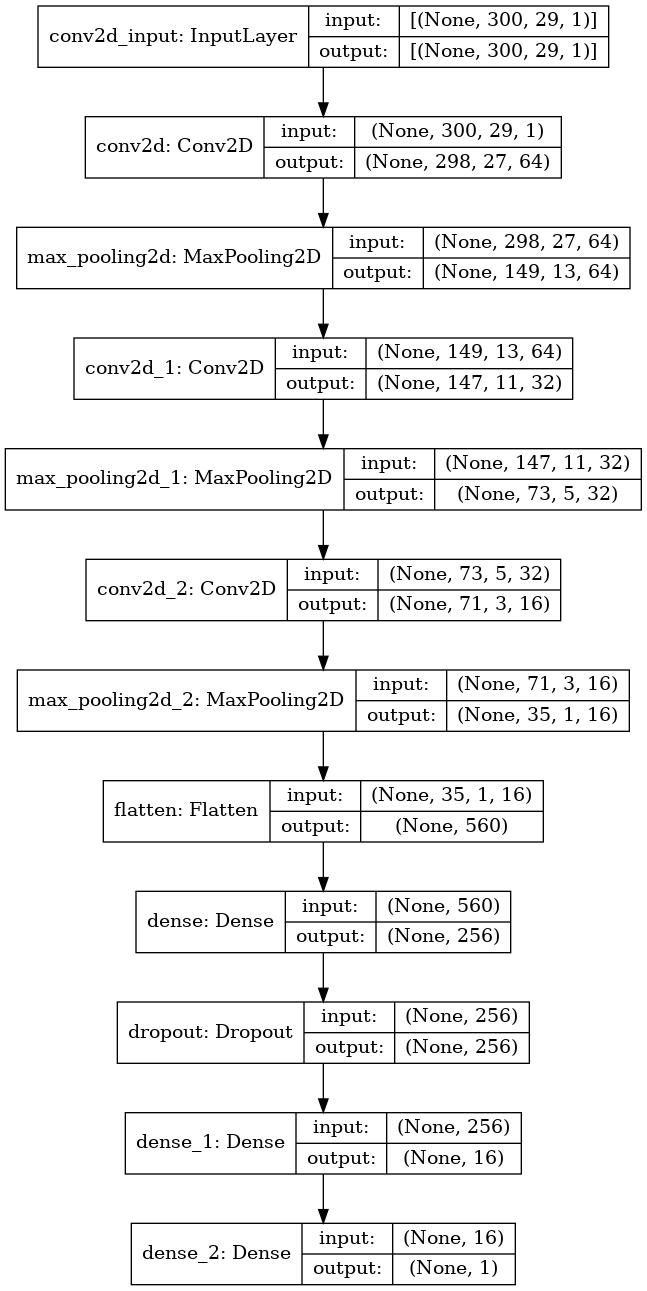 conv2d_input: InputLayer input: [(None, 300, 29, 1)]
output: [(None, 300, 29, 1)]
conv2d: Conv2D input: (None, 300, 29, 1)
output: (None, 298, 27, 64)
max_pooling2d: MaxPooling2D input: (None, 298, 27, 64)
output: (None, 149, 13, 64)
conv2d_1: Conv2D input: (None, 149, 13, 64)
output: (None, 147, 11, 32)
max_pooling2d_1: MaxPooling2D input: (None, 147, 11, 32)
output: (None, 73, 5, 32)
conv2d_2: Conv2D input: (None, 73, 5, 32)
output: (None, 71, 3, 16)
max_pooling2d_2: MaxPooling2D input: (None, 71, 3, 16)
output: (None, 35, 1, 16)
flatten: Flatten input: (None, 35, 1, 16)
output: (None, 560)
dense: Dense input: (None, 560)
output: (None, 256)
dropout: Dropout input: (None, 256)
output: (None, 256)
dense_1: Dense input: (None, 256)
output: (None, 16)
dense_2: Dense input: (None, 16)
output: (None, 1)